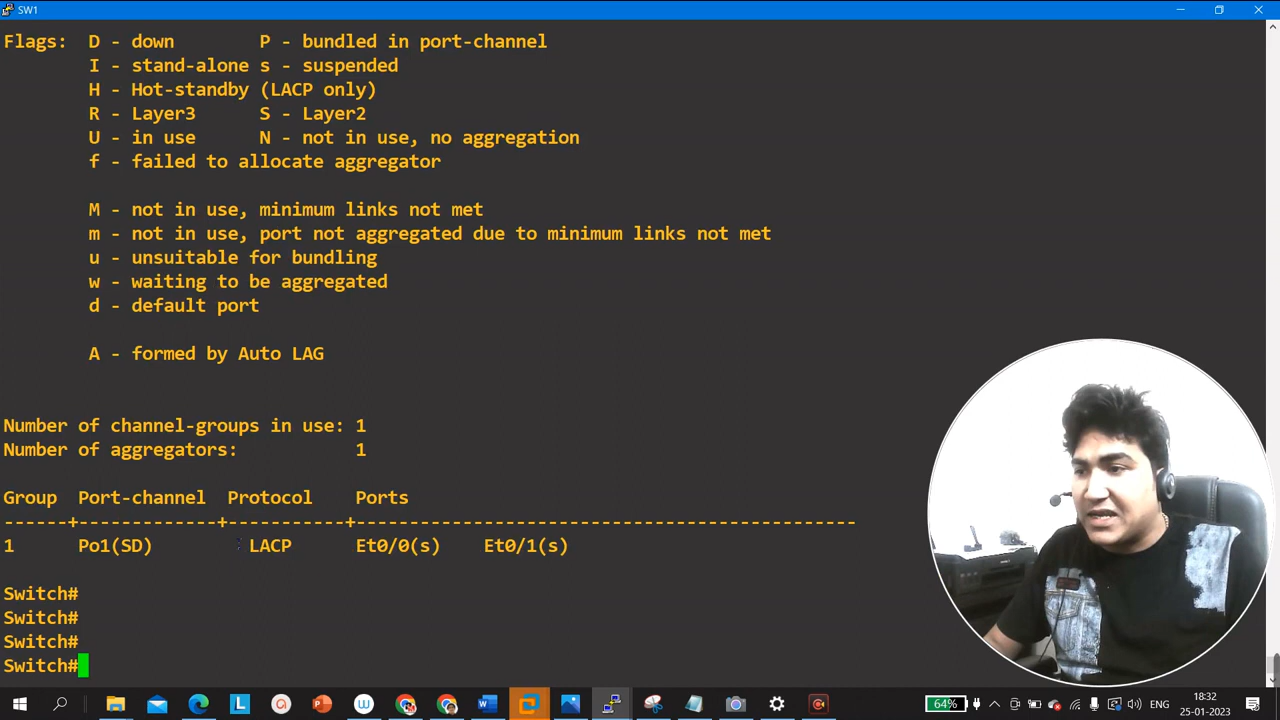 SW1
Flags:  D - down        P - bundled in port-channel
        I - stand-alone s - suspended
        H - Hot-standby (LACP only)
        R - Layer3      S - Layer2
        U - in use      N - not in use, no aggregation
        f - failed to allocate aggregator
        M - not in use, minimum links not met
        m - not in use, port not aggregated due to minimum links not met
        u - unsuitable for bundling
        w - waiting to be aggregated
        d - default port
        A - formed by Auto LAG
Number of channel-groups in use: 1
Number of aggregators:           1
Group  Port-channel  Protocol    Ports
------+-------------+-----------+-----------------------------------------------
1      Po1(SD)         LACP      Et0/0(s)    Et0/1(s)
Switch#
Switch#
Switch#
Switch#
64% ENG 18:32
25-01-2023